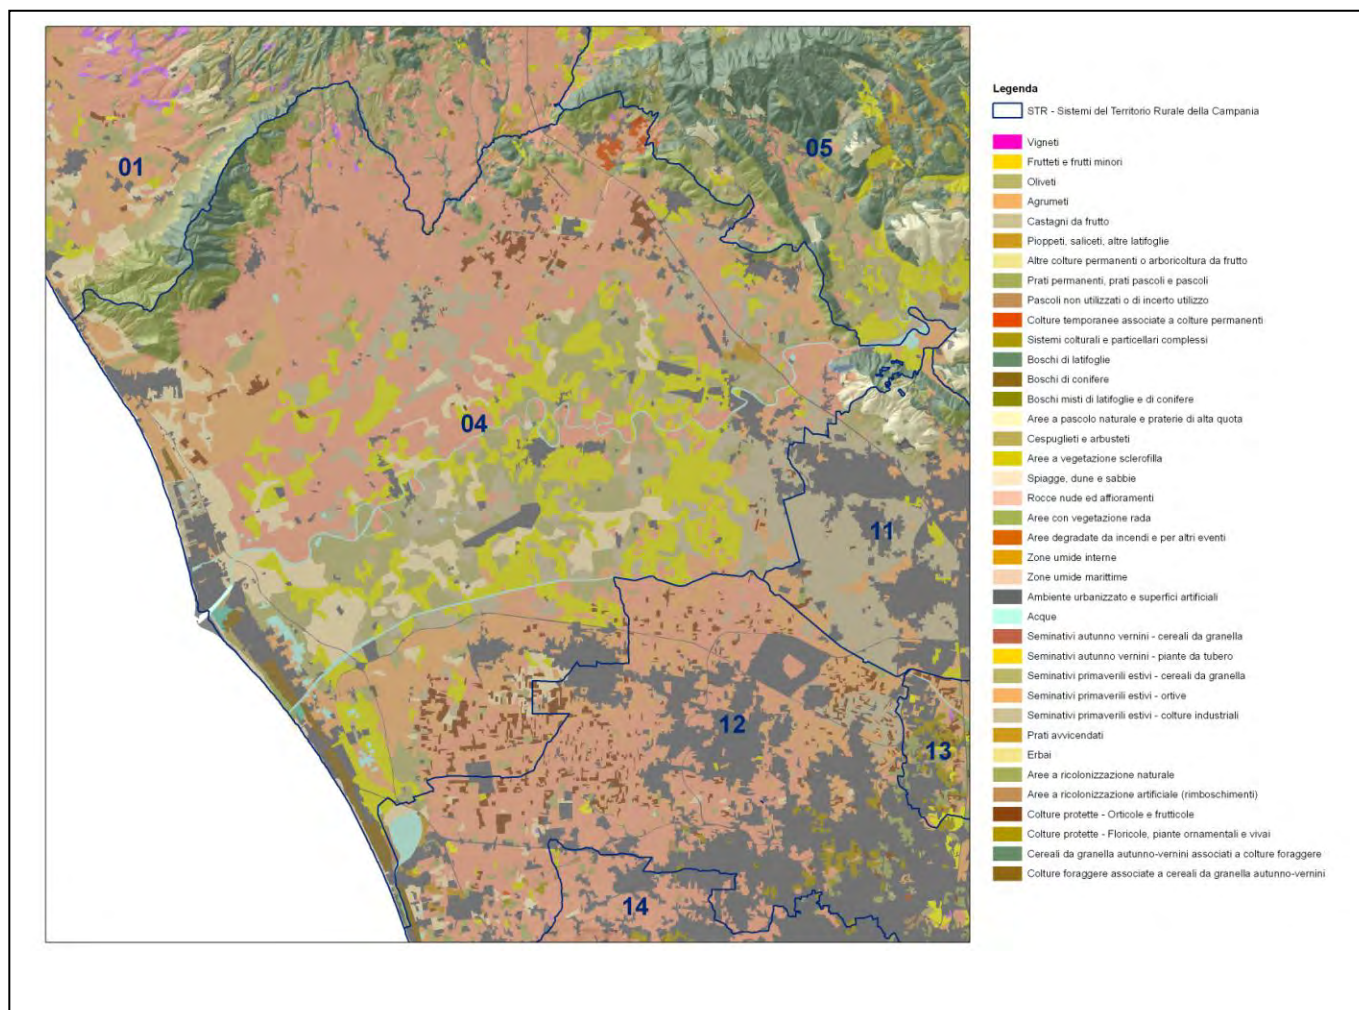 Legenda
STR - Sistemi del Territorio Rurale della Campania
Vigneti
Frutteti e frutti minori
Oliveti
Agrumeti
Castagni da frutto
Pioppeti, saliceti, altre latifoglie
Altre colture permanenti o arboricoltura da frutto
Prati permanenti, prati pascoli e pascoli
Pascoli non utilizzati o di incerto utilizzo
Colture temporanee associate a colture permanenti
Sistemi colturali e particellari complessi
Boschi di latifoglie
Boschi di conifere
Boschi misti di latifoglie e di conifere
Aree a pascolo naturale e praterie di alta quota
Cespuglieti e arbusteti
Aree a vegetazione sclerofilla
Spiagge, dune e sabbie
Rocce nude ed affioramenti
Aree con vegetazione rada
Aree degradate da incendi e per altri eventi
Zone umide interne
Zone umide marittime
Ambiente urbanizzato e superfici artificiali
Acque
Seminativi autunno vernini - cereali da granella
Seminativi autunno vernini - piante da tubero
Seminativi primaverili estivi - cereali da granella
Seminativi primaverili estivi - ortive
Seminativi primaverili estivi - colture industriali
Prati avvicendati
Erbai
Aree a ricolonizzazione naturale
Aree a ricolonizzazione artificiale (rimboschimenti)
Colture protette - Orticole e frutticole
Colture protette - Floricole, piante ornamentali e vivai
Cereali da granella autunno-vernini associati a colture foraggere
Colture foraggere associate a cereali da granella autunno-vernini
01
05
04
11
12
13
14